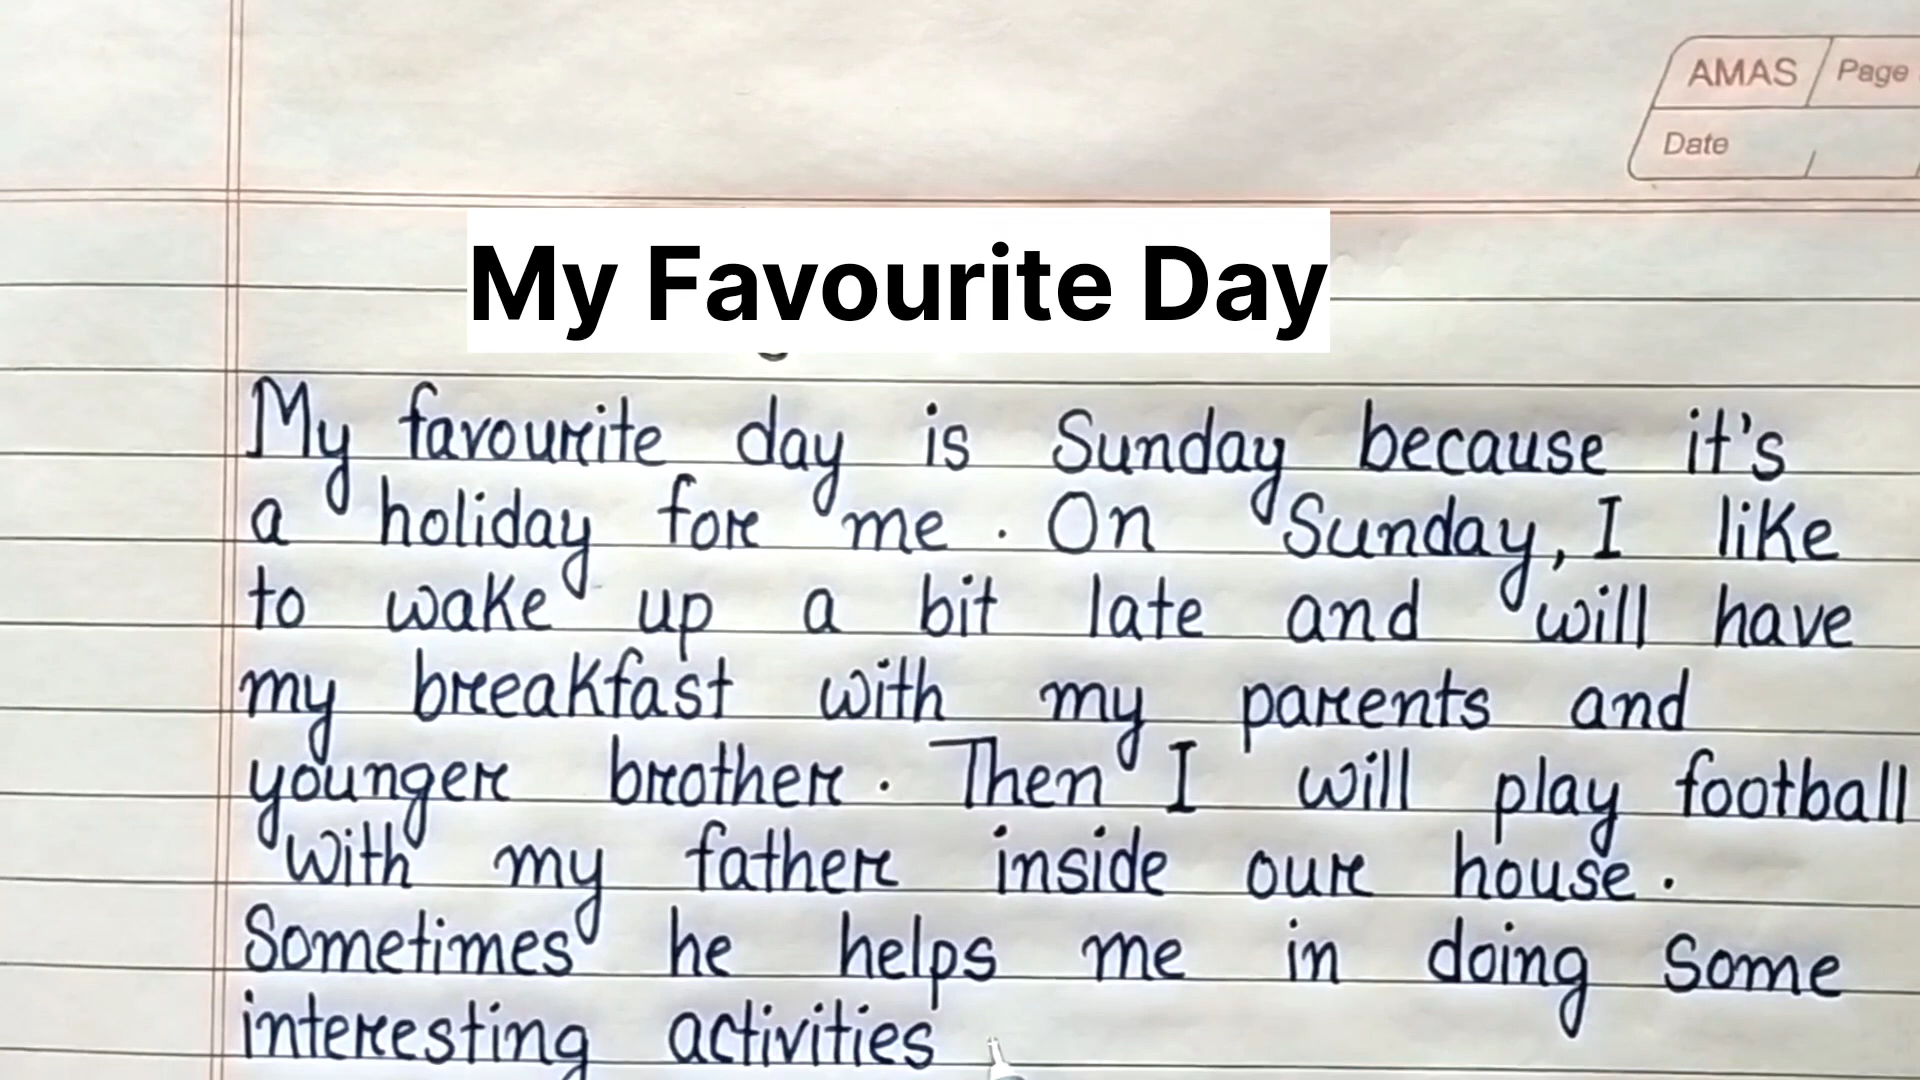 AMAS Page
Date
My Favourite Day
My favourite day is Sunday because it's
a holiday for me. On Sunday, I like
to wake up a bit late and will have
my breakfast with my parents and
younger brother. Then I will play football
with my father inside our house.
Sometimes he helps me in doing some
interesting activities